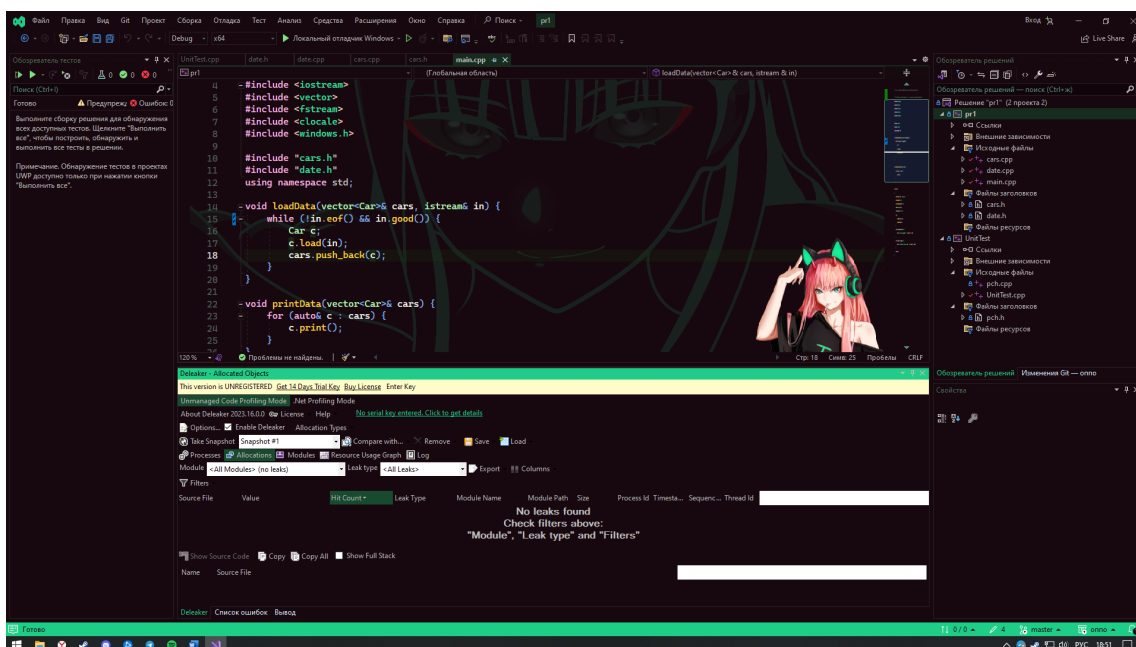 Файл Правка Вид Git Проект Сборка Отладка Тест Анализ Средства Расширения Окно Справка Поиск pr1 Вход
Debug x64 Локальный отладчик Windows Live Share
Обозреватель тестов
Поиск (Ctrl+I)
Готово Предупреж Ошибок: 0
Выполните сборку решения для обнаружения
всех доступных тестов. Щелкните "Выполнить
все", чтобы построить, обнаружить и
выполнить все тесты в решении.
Примечание. Обнаружение тестов в проектах
UWP доступно только при нажатии кнопки
"Выполнить все".
UnitTest.cpp date.h date.cpp cars.cpp cars.h main.cpp
pr1 (Глобальная область) loadData(vector<Car>& cars, istream& in)
4 #include <iostream>
5 #include <vector>
6 #include <fstream>
7 #include <clocale>
8 #include <windows.h>
9
10 #include "cars.h"
11 #include "date.h"
12 using namespace std;
13
14 void loadData(vector<Car>& cars, istream& in) {
15 while (!in.eof() && in.good()) {
16 Car c;
17 c.load(in);
18 cars.push_back(c);
19 }
20 }
21
22 void printData(vector<Car>& cars) {
23 for (auto& c : cars) {
24 c.print();
25 }
26 }
120 % Проблемы не найдены. Стр: 18 Симв: 25 Пробелы CRLF
Deleaker - Allocated Objects
This version is UNREGISTERED Get 14 Days Trial Key Buy License Enter Key
Unmanaged Code Profiling Mode .Net Profiling Mode
About Deleaker 2023.16.0.0 License Help No serial key entered. Click to get details
Options... Enable Deleaker Allocation Types
Take Snapshot Snapshot #1 Compare with... Remove Save Load
Processes Allocations Modules Resource Usage Graph Log
Module <All Modules> (no leaks) Leak type <All Leaks> Export Columns
Filters
Source File Value Hit Count Leak Type Module Name Module Path Size Process Id Timesta... Sequenc... Thread Id
No leaks found
Check filters above:
"Module", "Leak type" and "Filters"
Show Source Code Copy Copy All Show Full Stack
Name Source File
Deleaker Список ошибок Вывод
Обозреватель решений
Обозреватель решений — поиск (Ctrl+ж)
Решение "pr1" (2 проекта 2)
pr1
Ссылки
Внешние зависимости
Исходные файлы
cars.cpp
date.cpp
main.cpp
Файлы заголовков
cars.h
date.h
Файлы ресурсов
UnitTest
Ссылки
Внешние зависимости
Исходные файлы
pch.cpp
UnitTest.cpp
Файлы заголовков
pch.h
Файлы ресурсов
Обозреватель решений Изменения Git — onno
Свойства
Готово 0 / 0 4 master onno
РУС 18:51